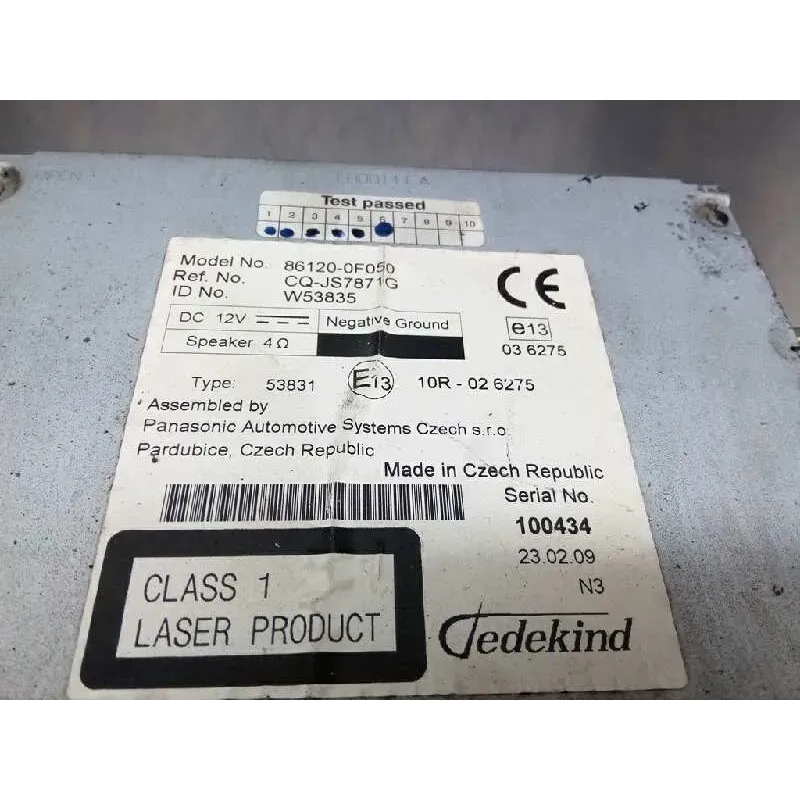 Test passed
1 2 3 4 5 6 7 8 9 10
Model No. 86120-0F050
Ref. No. CQ-JS7871G
ID No. W53835
CE
DC 12V Negative Ground
Speaker 4Ω
e13
03 6275
Type: 53831 E13 10R - 02 6275
Assembled by
Panasonic Automotive Systems Czech s.r.o.
Pardubice, Czech Republic
Made in Czech Republic
Serial No.
100434
23.02.09
N3
CLASS 1
LASER PRODUCT
Tedekind